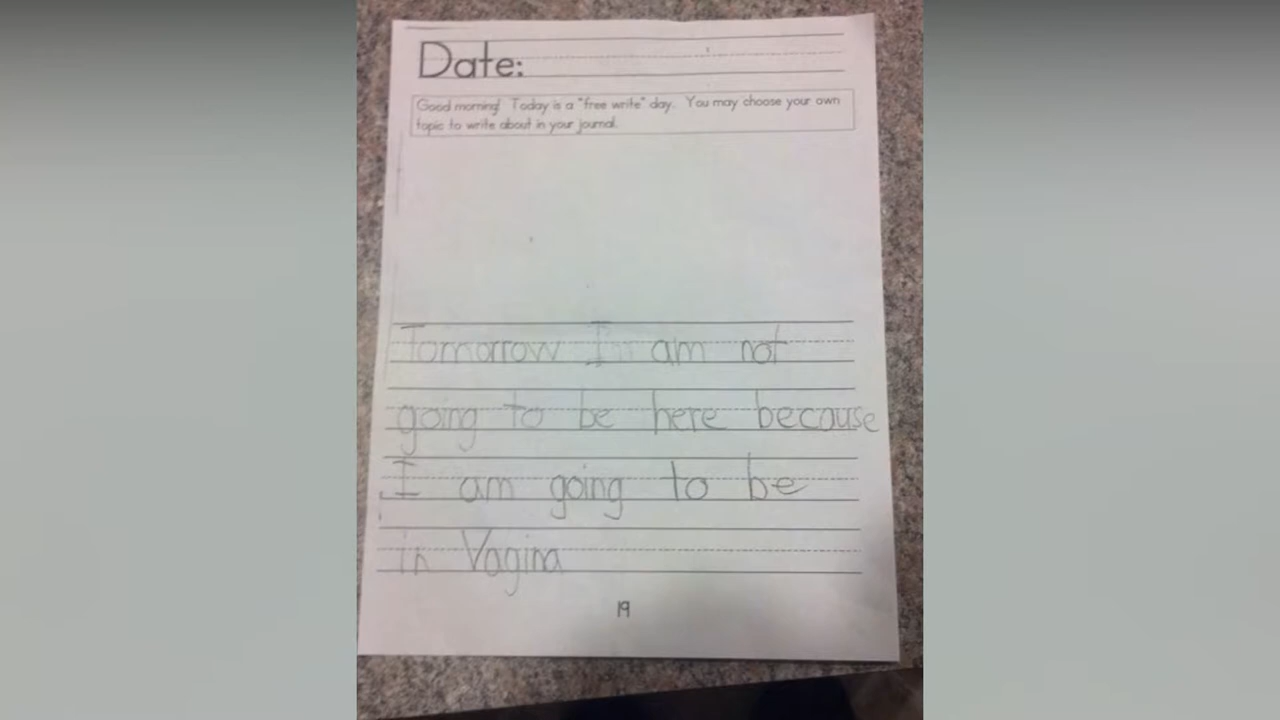 Date:
Good morning! Today is a "free write" day. You may choose your own
topic to write about in your journal.
Tomorrow I am not
going to be here because
I am going to be
in Vagina
19